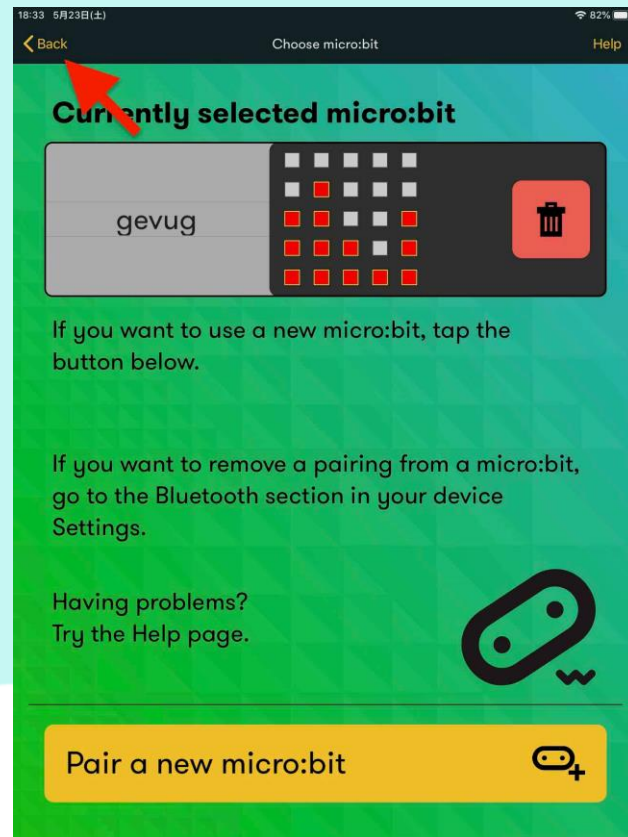 18:33 5月23日(土)
82%
Back
Choose micro:bit
Help
Currently selected micro:bit
gevug
If you want to use a new micro:bit, tap the
button below.
If you want to remove a pairing from a micro:bit,
go to the Bluetooth section in your device
Settings.
Having problems?
Try the Help page.
Pair a new micro:bit